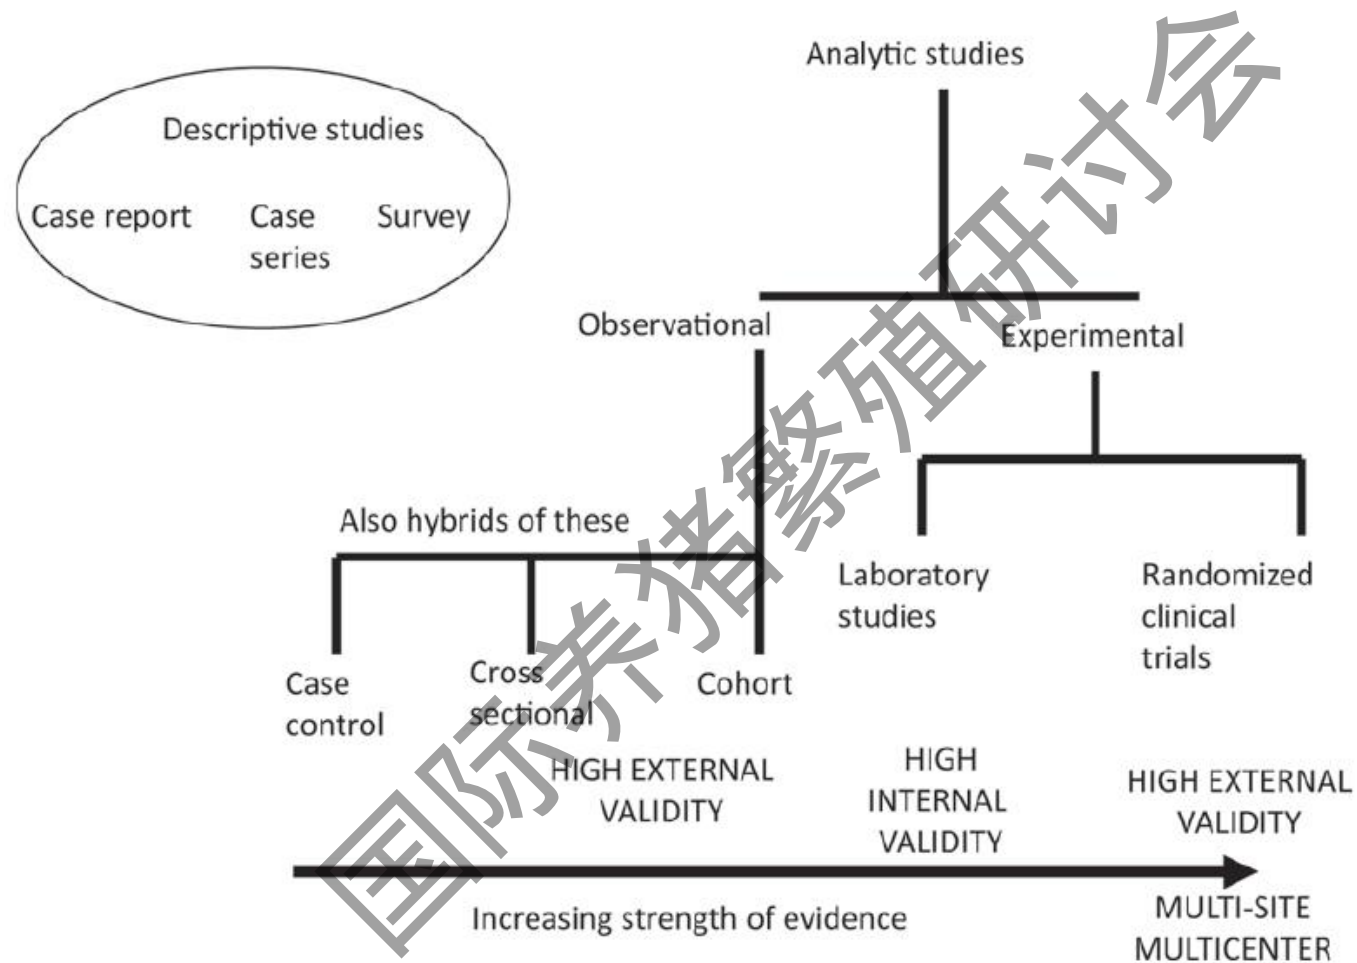 Analytic studies
Descriptive studies
Case report
Case
series
Survey
Observational
Experimental
Also hybrids of these
Laboratory
studies
Randomized
clinical
trials
Case
control
Cross
sectional
Cohort
HIGH EXTERNAL
VALIDITY
HIGH
INTERNAL
VALIDITY
HIGH EXTERNAL
VALIDITY
Increasing strength of evidence
MULTI-SITE
MULTICENTER
国际养猪繁殖研讨会